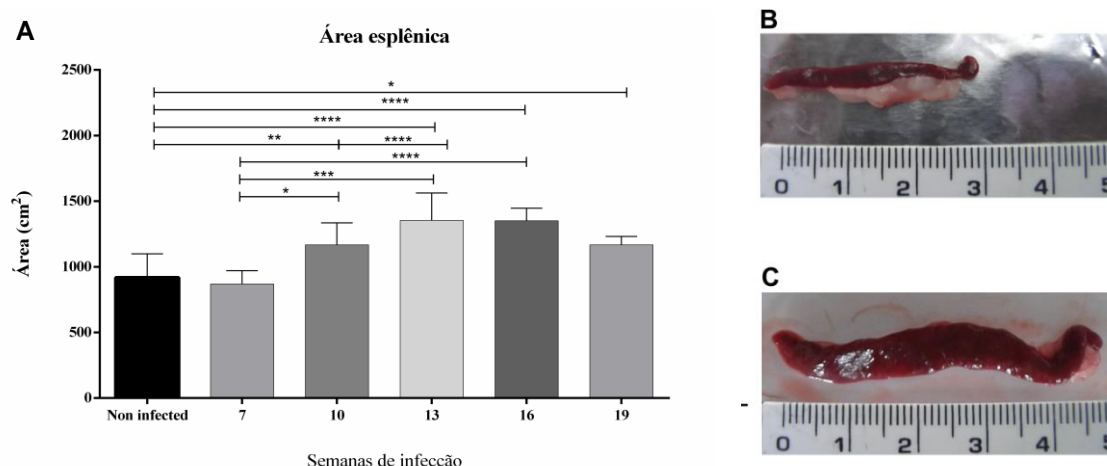 A
Área esplênica
Área (cm²)
2500
2000
1500
1000
500
0
*
****
****
** ****
****
***
*
Non infected 7 10 13 16 19
Semanas de infecção
B
0 1 2 3 4 5
C
-
0 1 2 3 4 5